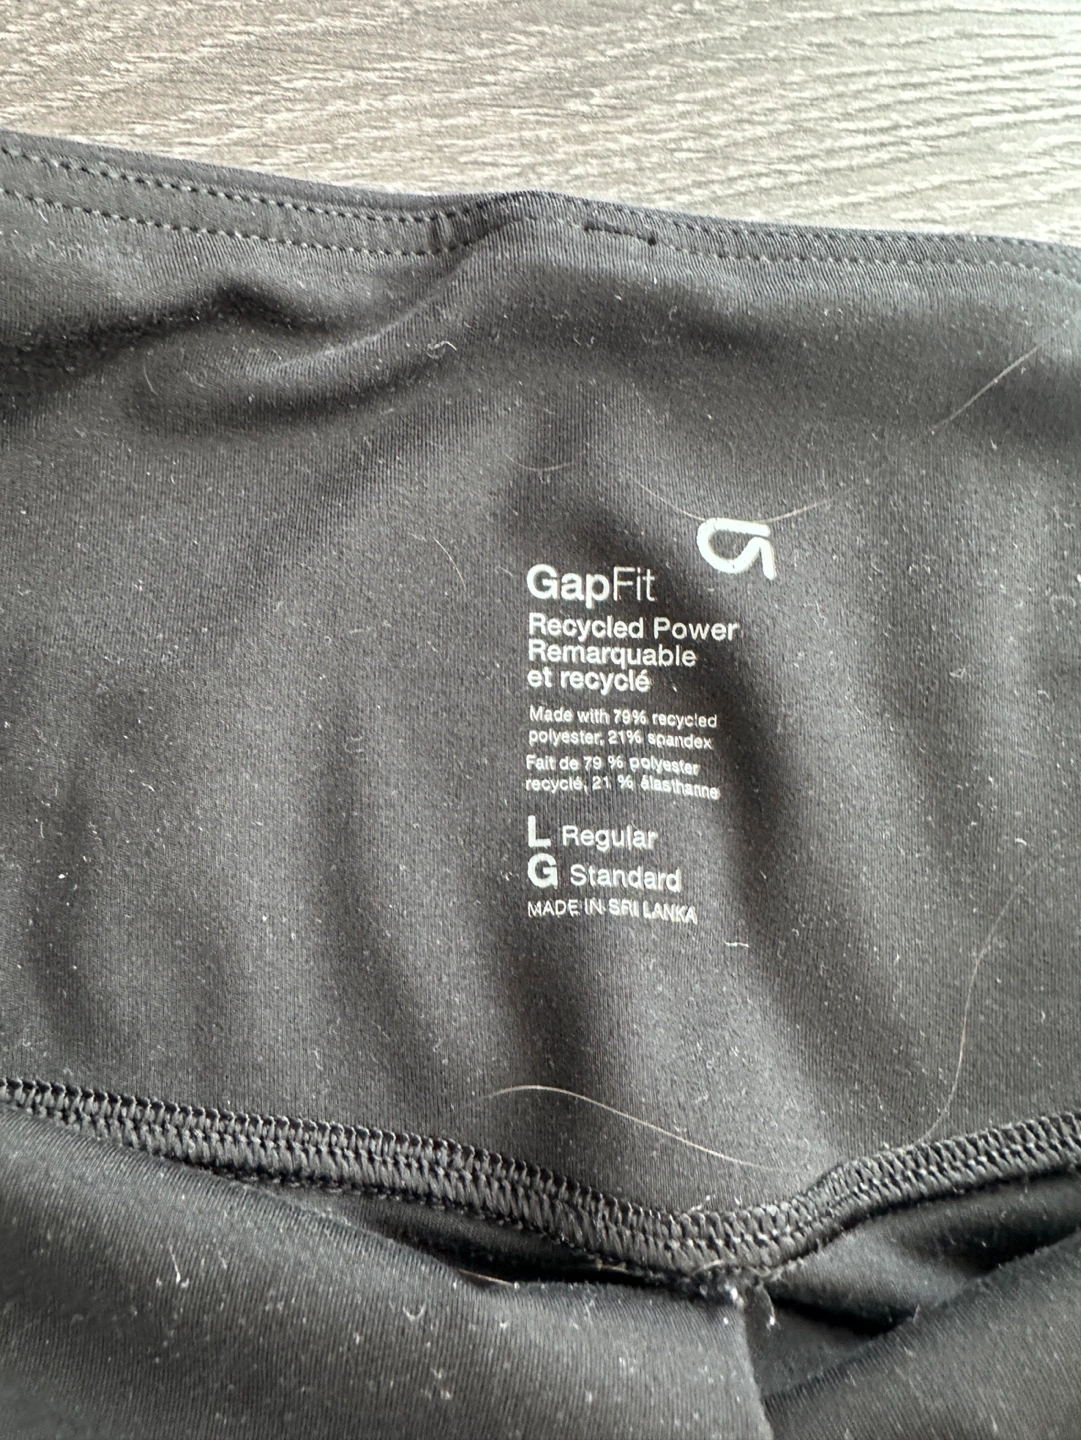 GapFit
Recycled Power
Remarquable
et recyclé
Made with 79% recycled
polyester, 21% spandex
Fait de 79 % polyester
recyclé, 21 % élasthanne
L Regular
G Standard
MADE IN SRI LANKA